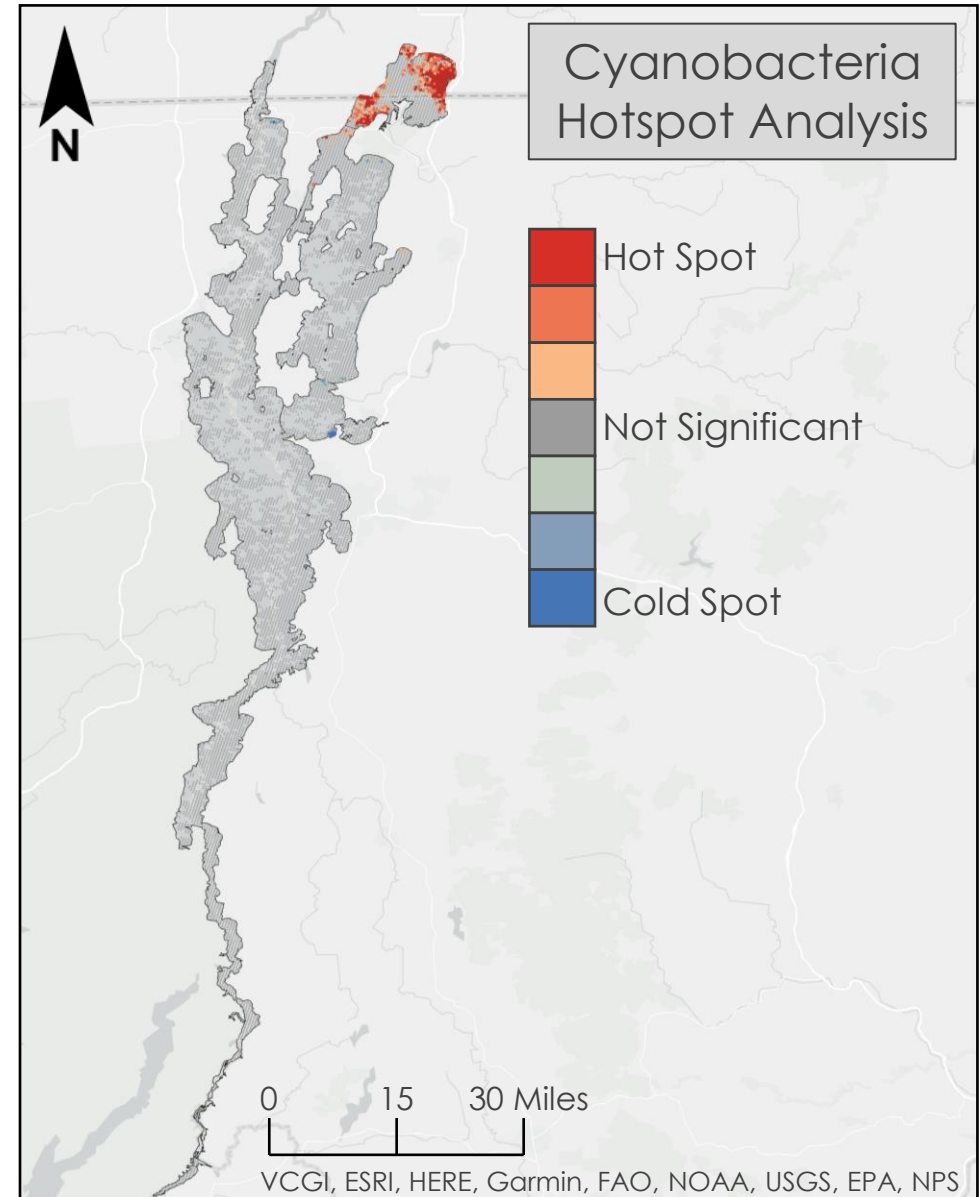 N
Cyanobacteria
Hotspot Analysis
Hot Spot
Not Significant
Cold Spot
0 15 30 Miles
VCGI, ESRI, HERE, Garmin, FAO, NOAA, USGS, EPA, NPS